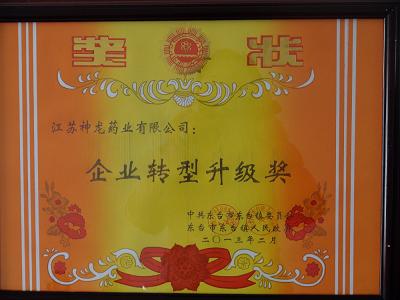 奖 状
江苏神龙药业有限公司：
企业转型升级奖
中共东台市东台镇委员会
东台市东台镇人民政府
二〇一三年二月